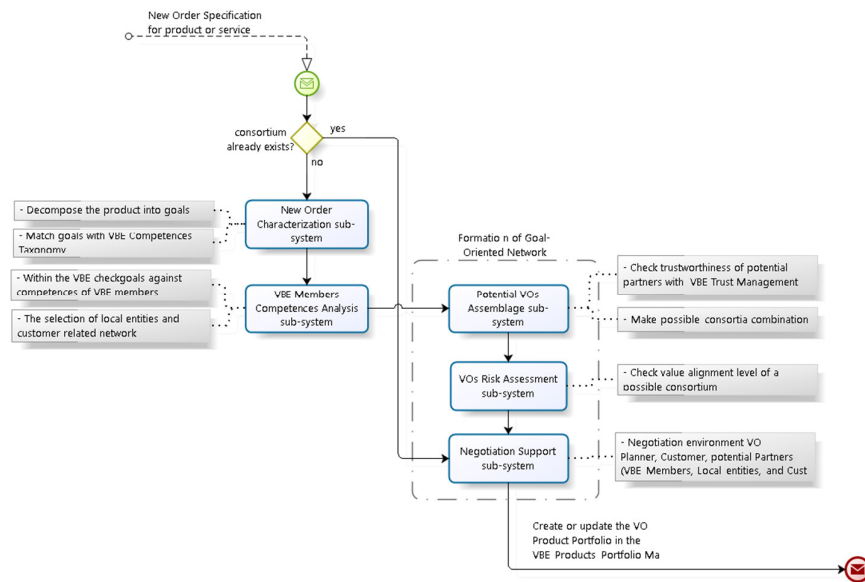 New Order Specification
for product or service
consortium
already exists?
yes
no
- Decompose the product into goals
- Match goals with VBE Competences
Taxonomy
New Order
Characterization sub-
system
- Within the VBE checkgoals against
competences of VBE members
- The selection of local entities and
customer related network
VBE Members
Competences Analysis
sub-system
Formation of Goal-
Oriented Network
Potential VOs
Assemblage sub-
system
- Check trustworthiness of potential
partners with VBE Trust Management
- Make possible consortia combination
VOs Risk Assessment
sub-system
- Check value alignment level of a
possible consortium
Negotiation Support
sub-system
- Negotiation environment VO
Planner, Customer, potential Partners
(VBE Members, Local entities, and Cust
Create or update the VO
Product Portfolio in the
VBE Products Portfolio Ma